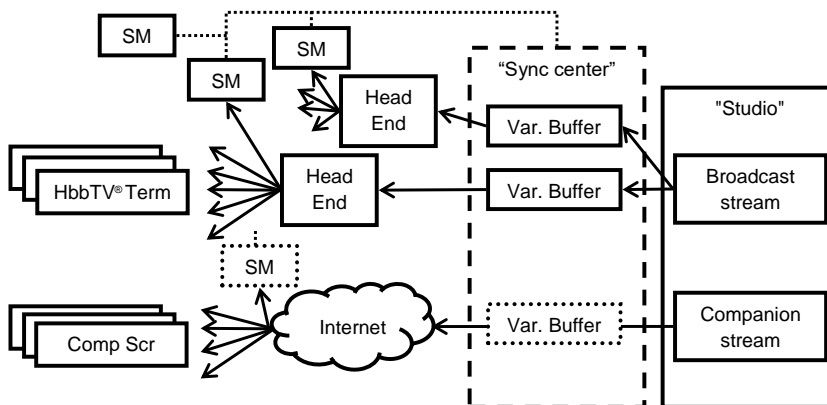 SM
SM
SM
"Sync center"
"Studio"
Head
End
Var. Buffer
Head
End
Var. Buffer
Broadcast
stream
HbbTV® Term
SM
Internet
Var. Buffer
Companion
stream
Comp Scr